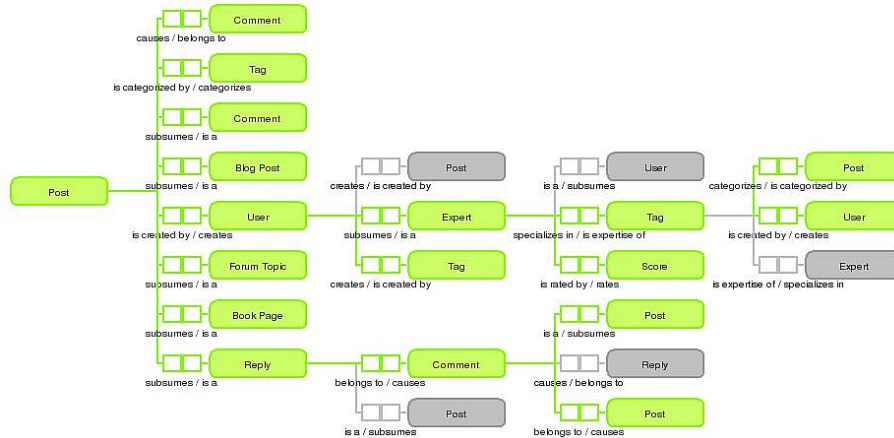 Comment
causes / belongs to
Tag
is categorized by / categorizes
Comment
subsumes / is a
Blog Post
Post
User
Post
subsumes / is a
creates / is created by
is a / subsumes
categorizes / is categorized by
Post
User
Expert
Tag
User
is created by / creates
subsumes / is a
specializes in / is expertise of
is created by / creates
Forum Topic
Tag
Score
Expert
subsumes / is a
creates / is created by
is rated by / rates
is expertise of / specializes in
Book Page
Post
subsumes / is a
is a / subsumes
Reply
Comment
Reply
subsumes / is a
belongs to / causes
causes / belongs to
Post
Post
is a / subsumes
belongs to / causes